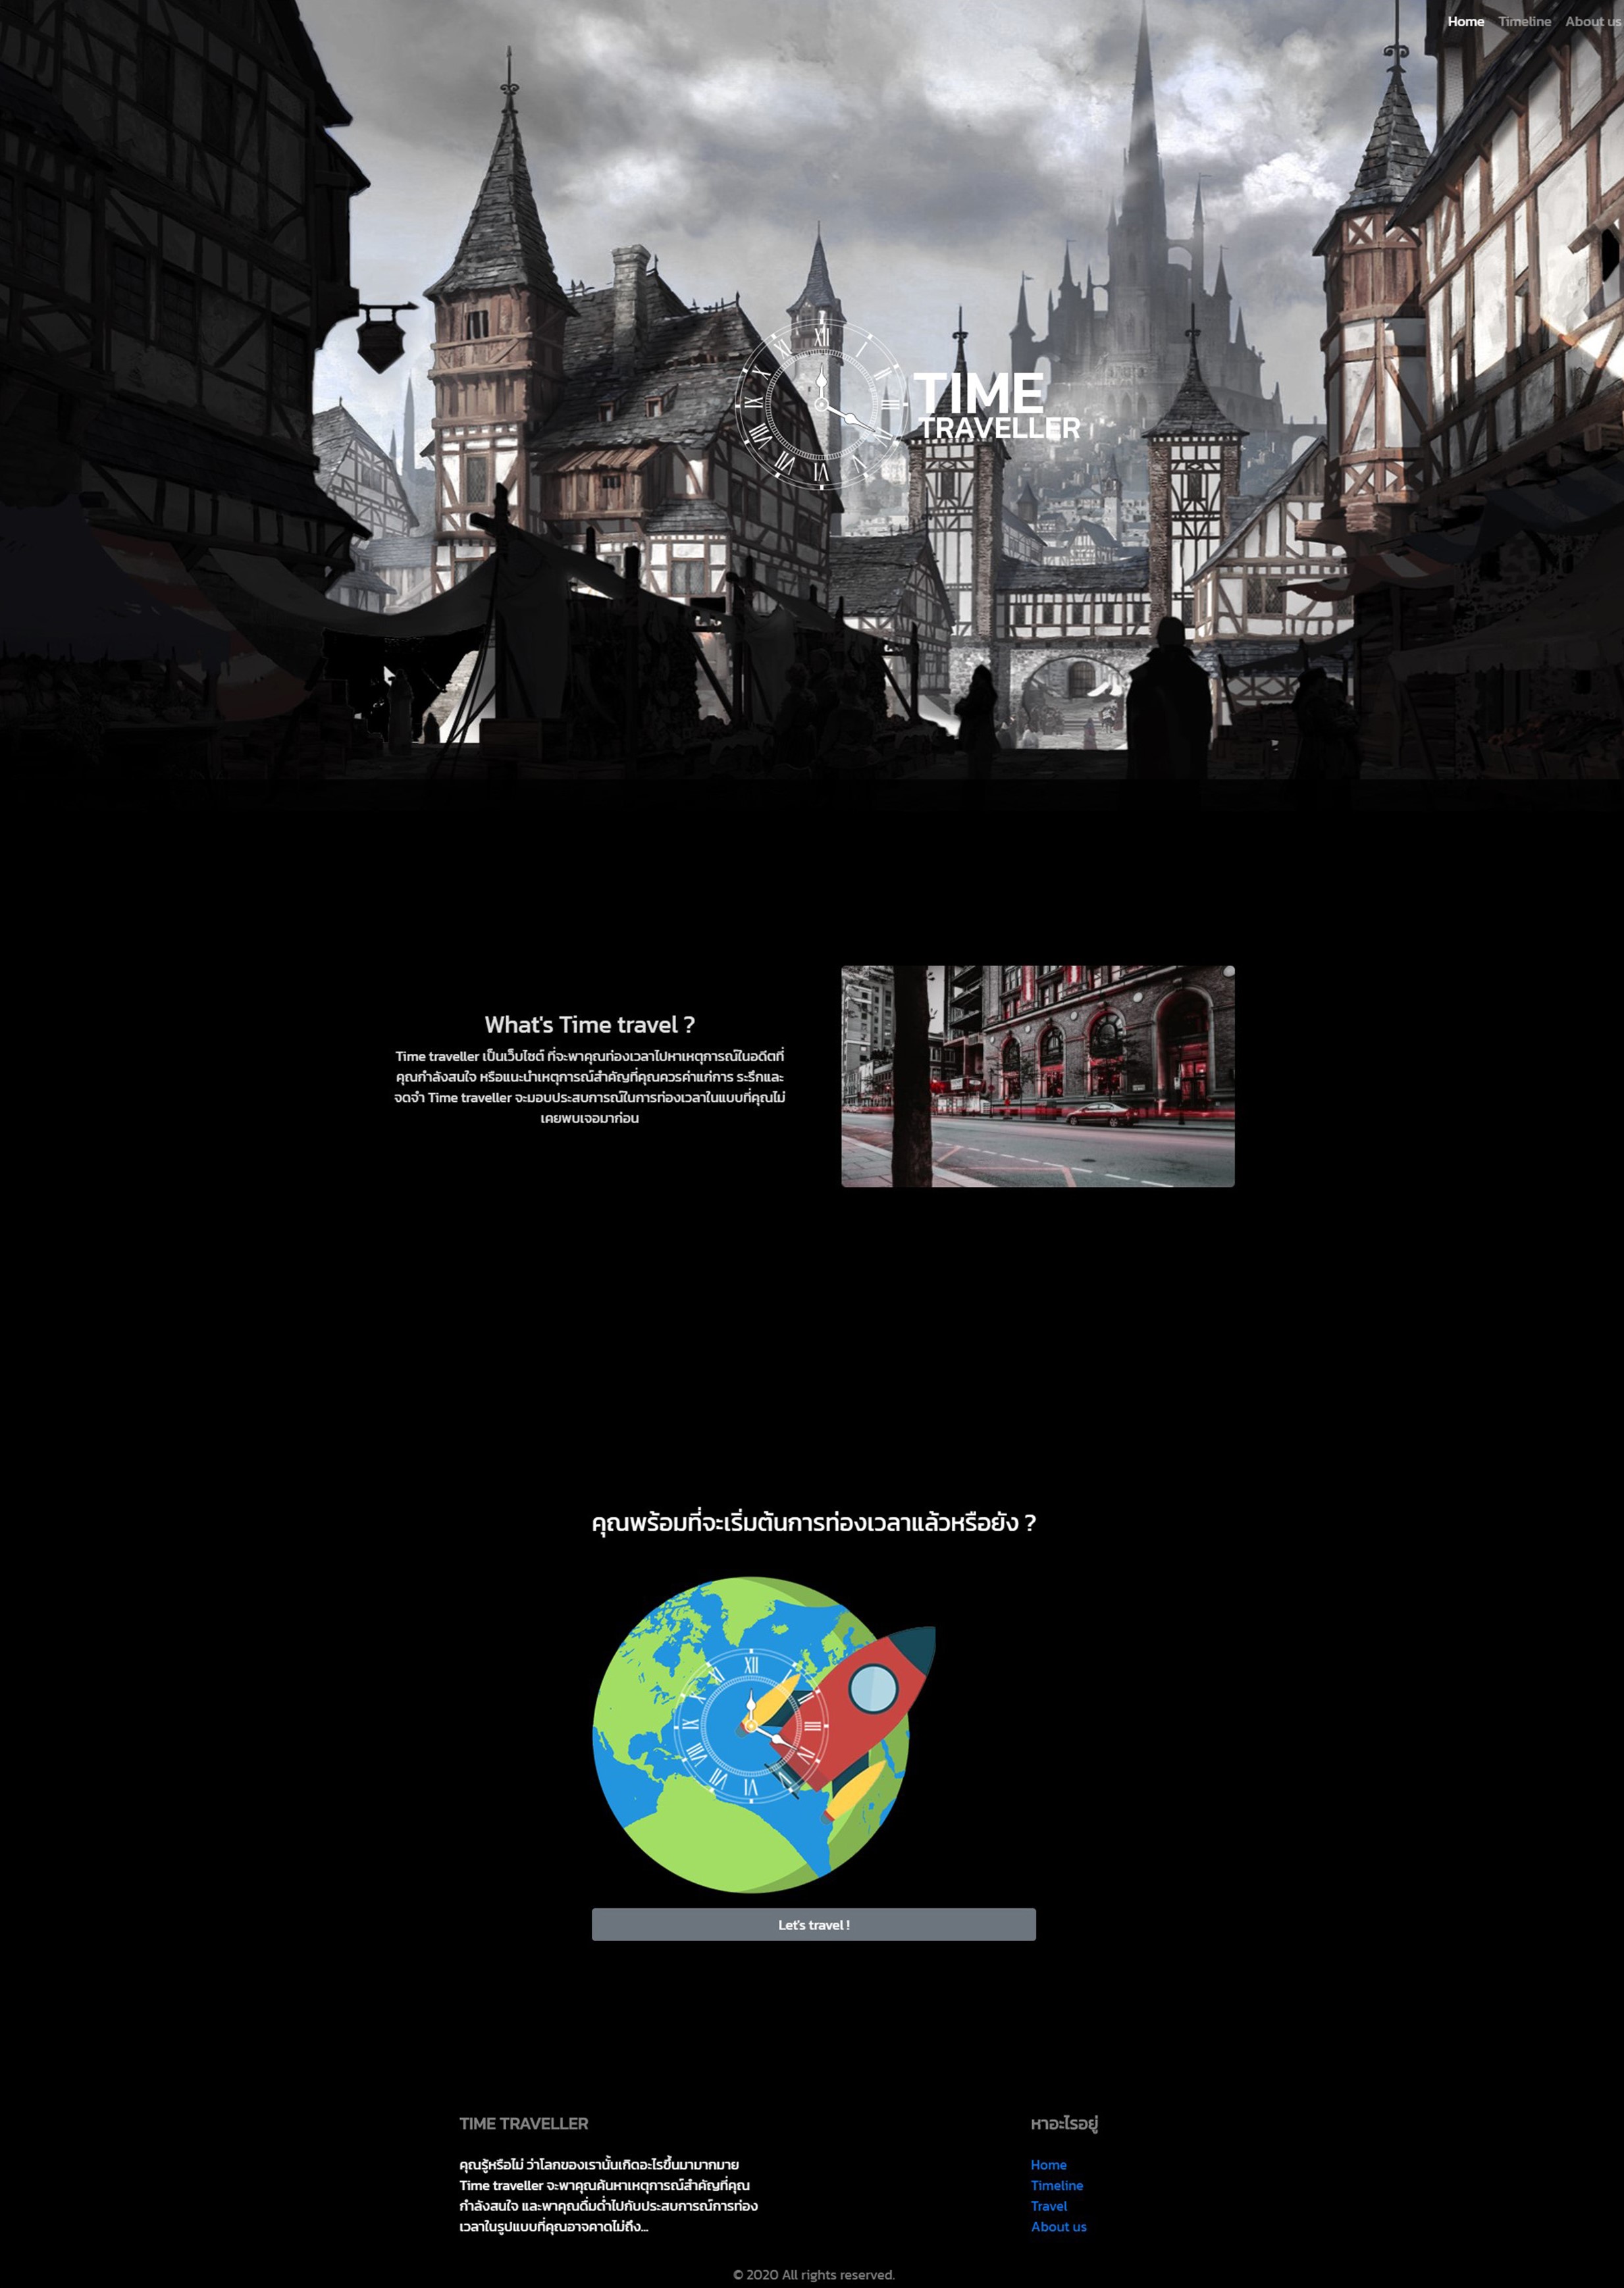 Home Timeline About us
TIME
TRAVELLER
What's Time travel ?
Time traveller เป็นเว็บไซต์ ที่จะพาคุณท่องเวลาไปหาเหตุการณ์ในอดีตที่
คุณกำลังสนใจ หรือแนะนำเหตุการณ์สำคัญที่คุณควรค่าแก่การ ระรึกและ
จดจำ Time traveller จะมอบประสบการณ์ในการท่องเวลาในแบบที่คุณไม่
เคยพบเจอมาก่อน
คุณพร้อมที่จะเริ่มต้นการท่องเวลาแล้วหรือยัง ?
Let's travel !
TIME TRAVELLER
คุณรู้หรือไม่ ว่าโลกของเรานั้นเกิดอะไรขึ้นมามากมาย
Time traveller จะพาคุณค้นหาเหตุการณ์สำคัญที่คุณ
กำลังสนใจ และพาคุณดื่มด่ำไปกับประสบการณ์การท่อง
เวลาในรูปแบบที่คุณอาจคาดไม่ถึง...
หาอะไรอยู่
Home
Timeline
Travel
About us
© 2020 All rights reserved.